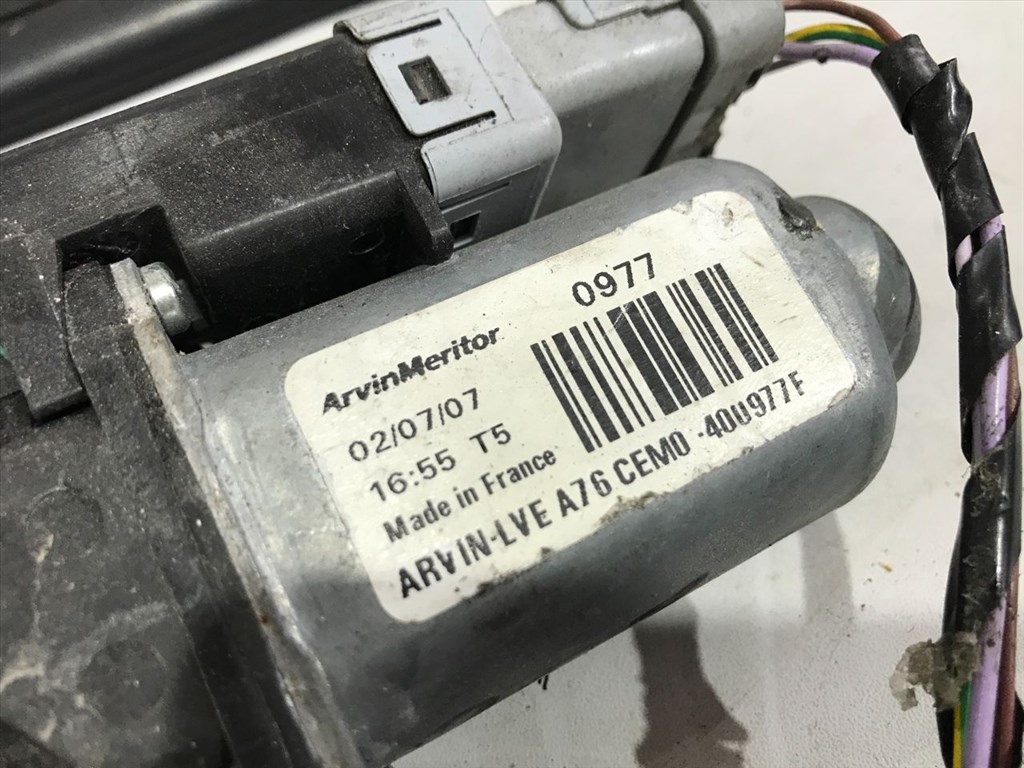 0977
ArvinMeritor
02/07/07
16:55 T5
Made in France
ARVIN-LVE A76 CEM0 -400977F